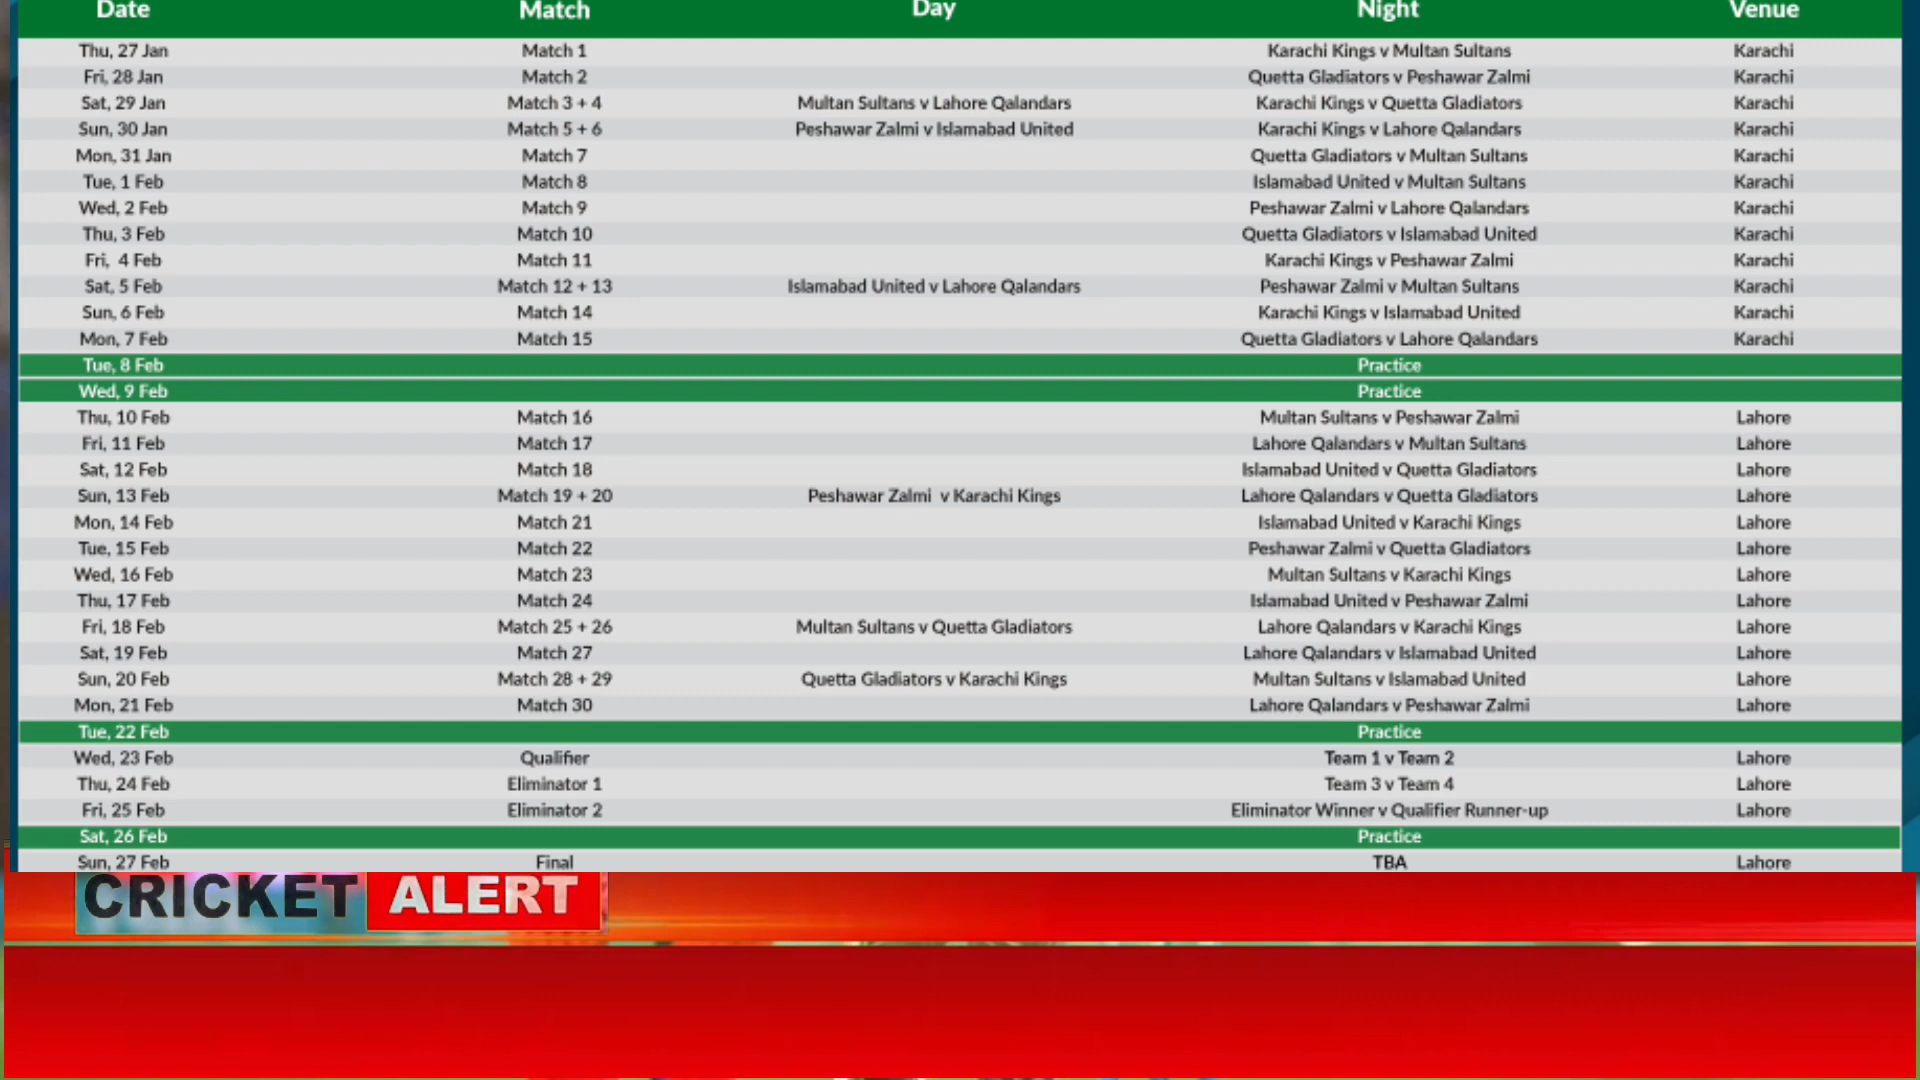 Date Match Day Night Venue
Thu, 27 Jan Match 1 Karachi Kings v Multan Sultans Karachi
Fri, 28 Jan Match 2 Quetta Gladiators v Peshawar Zalmi Karachi
Sat, 29 Jan Match 3 + 4 Multan Sultans v Lahore Qalandars Karachi Kings v Quetta Gladiators Karachi
Sun, 30 Jan Match 5 + 6 Peshawar Zalmi v Islamabad United Karachi Kings v Lahore Qalandars Karachi
Mon, 31 Jan Match 7 Quetta Gladiators v Multan Sultans Karachi
Tue, 1 Feb Match 8 Islamabad United v Multan Sultans Karachi
Wed, 2 Feb Match 9 Peshawar Zalmi v Lahore Qalandars Karachi
Thu, 3 Feb Match 10 Quetta Gladiators v Islamabad United Karachi
Fri, 4 Feb Match 11 Karachi Kings v Peshawar Zalmi Karachi
Sat, 5 Feb Match 12 + 13 Islamabad United v Lahore Qalandars Peshawar Zalmi v Multan Sultans Karachi
Sun, 6 Feb Match 14 Karachi Kings v Islamabad United Karachi
Mon, 7 Feb Match 15 Quetta Gladiators v Lahore Qalandars Karachi
Tue, 8 Feb Practice
Wed, 9 Feb Practice
Thu, 10 Feb Match 16 Multan Sultans v Peshawar Zalmi Lahore
Fri, 11 Feb Match 17 Lahore Qalandars v Multan Sultans Lahore
Sat, 12 Feb Match 18 Islamabad United v Quetta Gladiators Lahore
Sun, 13 Feb Match 19 + 20 Peshawar Zalmi v Karachi Kings Lahore Qalandars v Quetta Gladiators Lahore
Mon, 14 Feb Match 21 Islamabad United v Karachi Kings Lahore
Tue, 15 Feb Match 22 Peshawar Zalmi v Quetta Gladiators Lahore
Wed, 16 Feb Match 23 Multan Sultans v Karachi Kings Lahore
Thu, 17 Feb Match 24 Islamabad United v Peshawar Zalmi Lahore
Fri, 18 Feb Match 25 + 26 Multan Sultans v Quetta Gladiators Lahore Qalandars v Karachi Kings Lahore
Sat, 19 Feb Match 27 Lahore Qalandars v Islamabad United Lahore
Sun, 20 Feb Match 28 + 29 Quetta Gladiators v Karachi Kings Multan Sultans v Islamabad United Lahore
Mon, 21 Feb Match 30 Lahore Qalandars v Peshawar Zalmi Lahore
Tue, 22 Feb Practice
Wed, 23 Feb Qualifier Team 1 v Team 2 Lahore
Thu, 24 Feb Eliminator 1 Team 3 v Team 4 Lahore
Fri, 25 Feb Eliminator 2 Eliminator Winner v Qualifier Runner-up Lahore
Sat, 26 Feb Practice
Sun, 27 Feb Final TBA Lahore
CRICKET ALERT